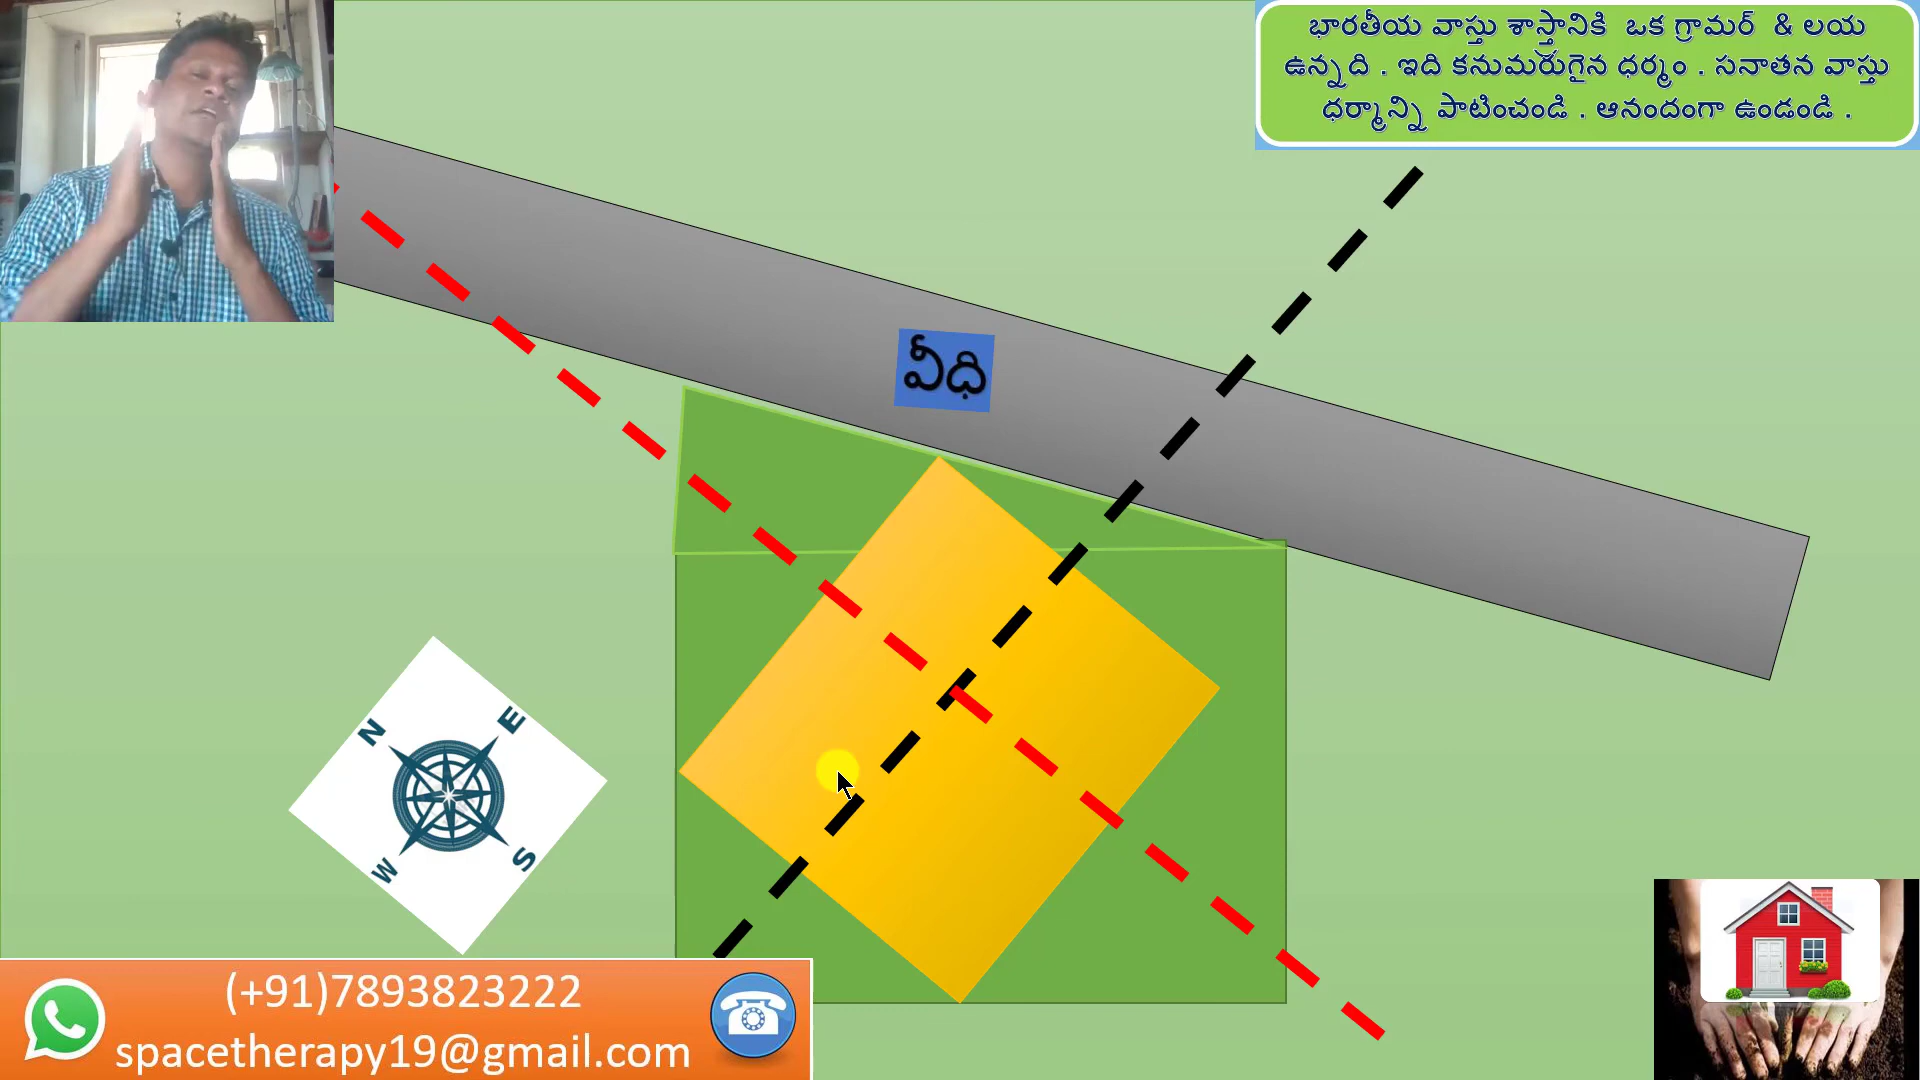 భారతీయ వాస్తు శాస్త్రానికి ఒక గ్రామర్ & లయ
ఉన్నది . ఇది కనుమరుగైన ధర్మం . సనాతన వాస్తు
ధర్మాన్ని పాటించండి . ఆనందంగా ఉండండి .
వీధి
N
E
W
S
(+91)7893823222
spacetherapy19@gmail.com